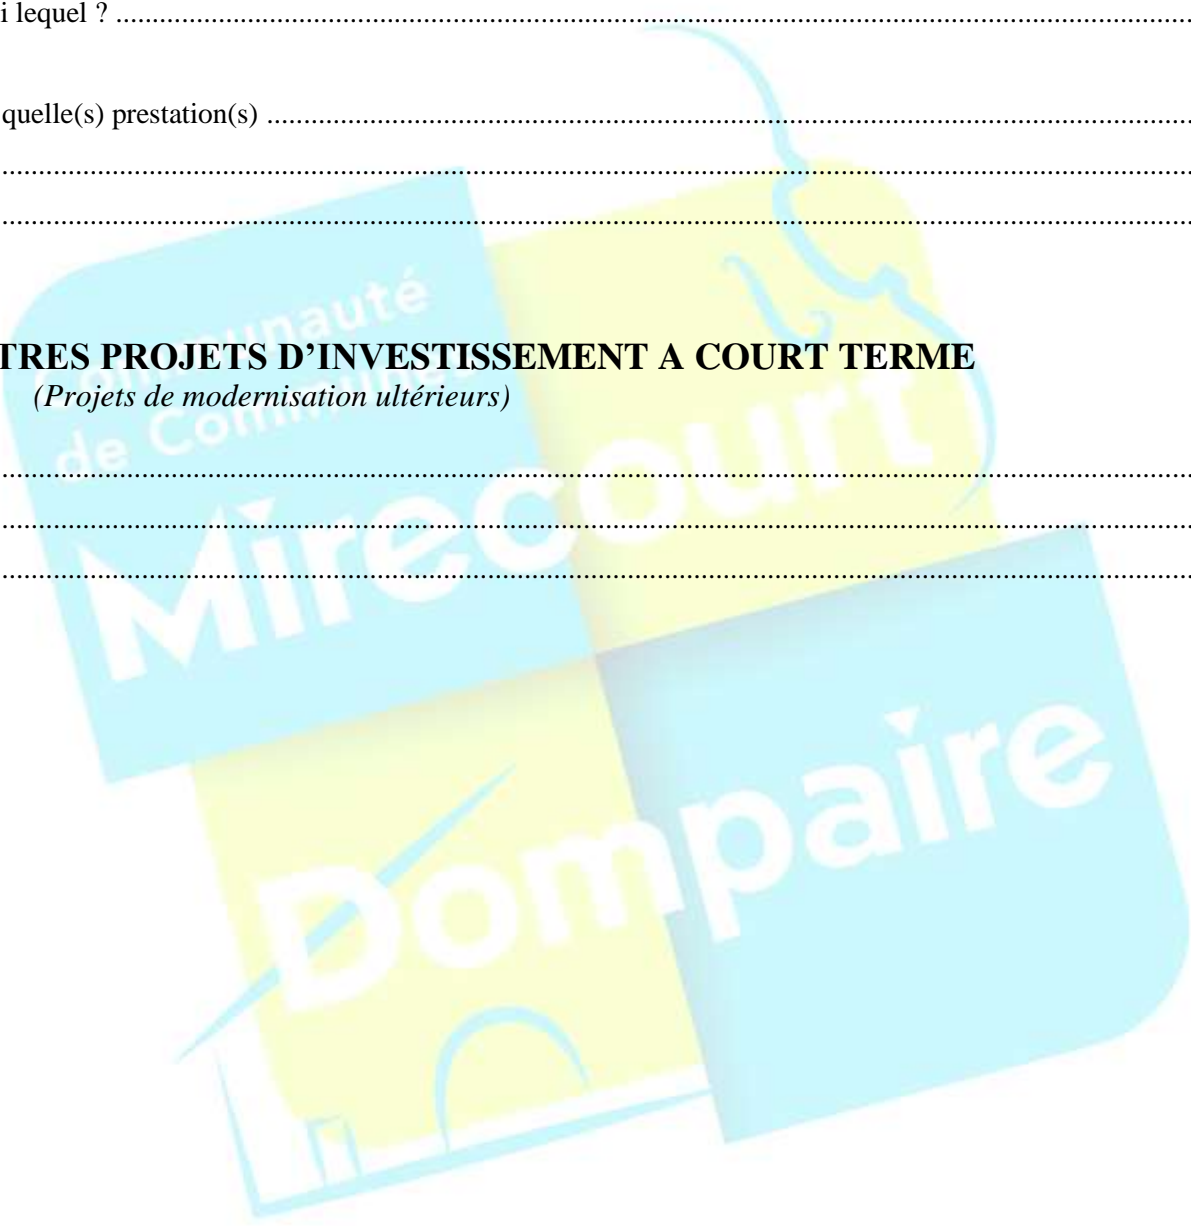 i lequel ? ........................................................................................................................................................
quelle(s) prestation(s) ................................................................................................................................
....................................................................................................................................................................
....................................................................................................................................................................
TRES PROJETS D’INVESTISSEMENT A COURT TERME
(Projets de modernisation ultérieurs)
....................................................................................................................................................................
....................................................................................................................................................................
....................................................................................................................................................................
Communauté
de Communes
Mirecourt
Dompaire